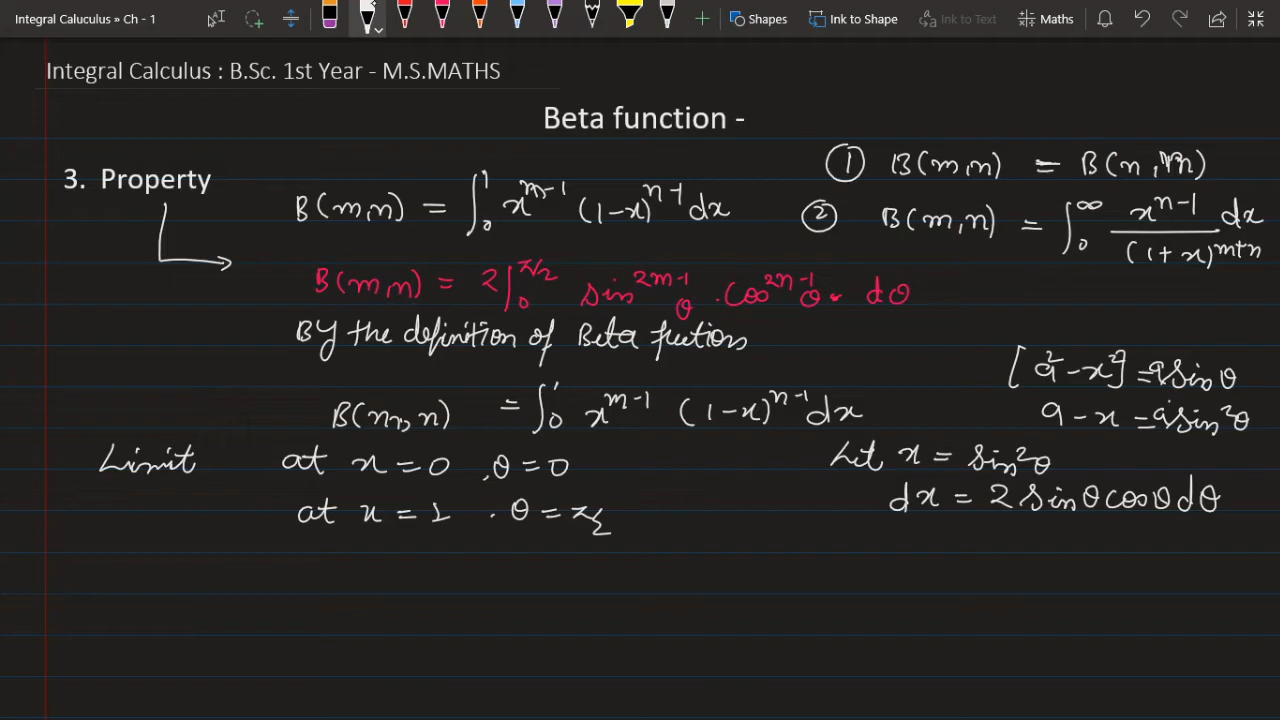 Integral Caluculus » Ch - 1
Shapes
Ink to Shape
Ink to Text
Maths
Integral Calculus : B.Sc. 1st Year - M.S.MATHS
Beta function -
3. Property
B(m,n) = ∫₀¹ x^(m-1) (1-x)^(n-1) dx
① B(m,n) = B(n,m)
② B(m,n) = ∫₀^∞ x^(n-1) dx / (1+x)^(m+n)
B(m,n) = 2∫₀^(π/2) sin^(2m-1) θ . cos^(2n-1) θ . dθ
By the definition of Beta
B(m,n) = ∫₀¹ x^(m-1) (1-x)^(n-1) dx
[a²-x²] = a sinθ
a - x = a sin²θ
Limit at x = 0 , θ = 0
Let x = sin²θ
dx = 2 sinθ cosθ dθ
at x = 1 . θ = π/2